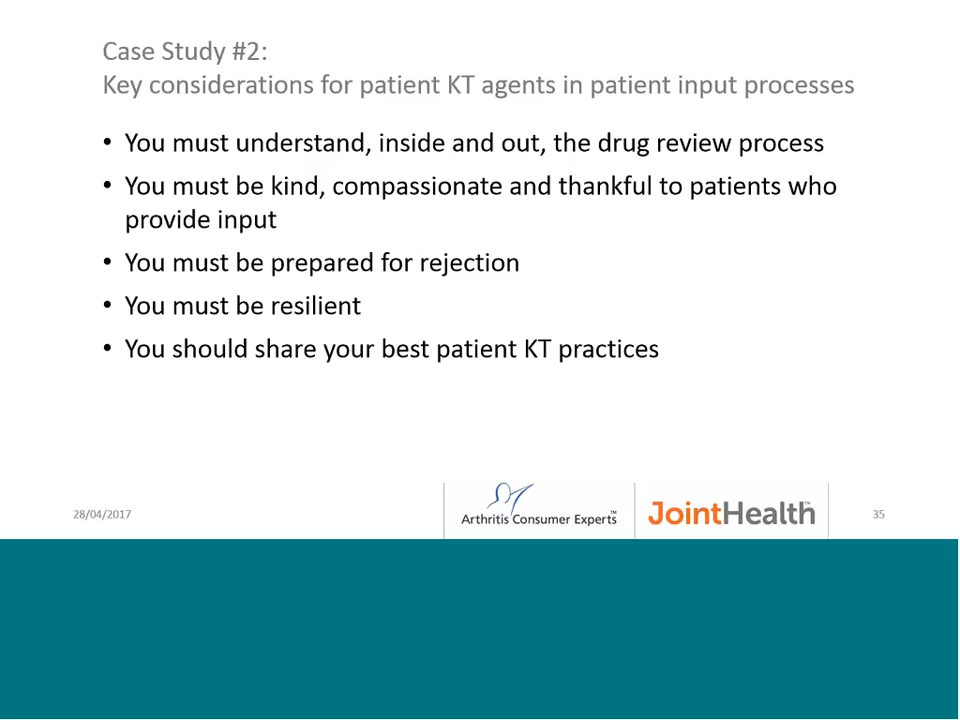 Case Study #2:
Key considerations for patient KT agents in patient input processes
• You must understand, inside and out, the drug review process
• You must be kind, compassionate and thankful to patients who
provide input
• You must be prepared for rejection
• You must be resilient
• You should share your best patient KT practices
28/04/2017
Arthritis Consumer Experts™
JointHealth™
35